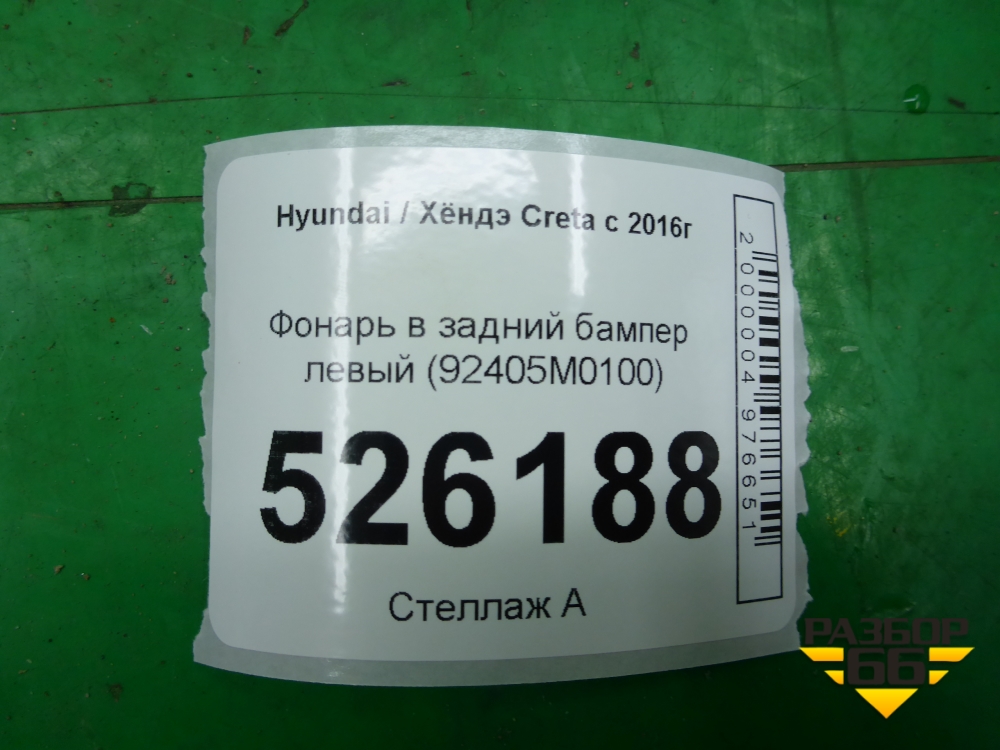 Hyundai / Хёндэ Creta с 2016г
Фонарь в задний бампер
левый (92405M0100)
526188
Стеллаж А
2000004976651
РАЗБОР
66